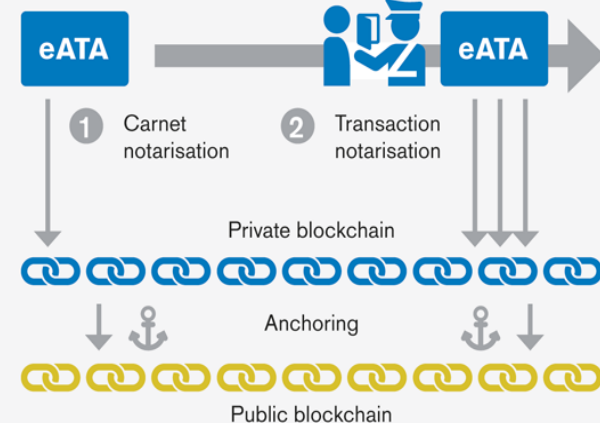 eATA
eATA
1 Carnet
notarisation
2 Transaction
notarisation
Private blockchain
Anchoring
Public blockchain